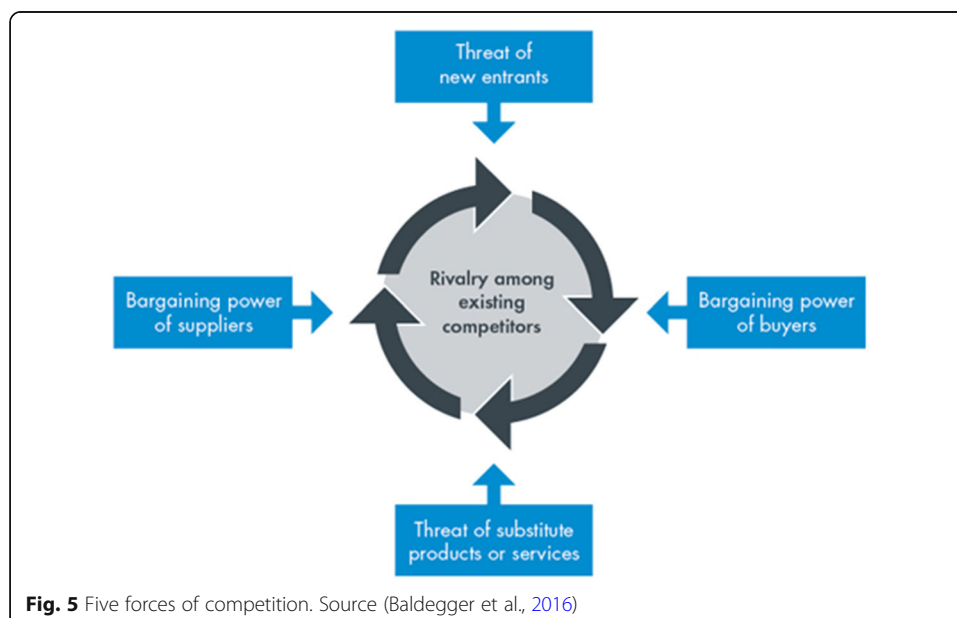 Threat of
new entrants
Bargaining power
of suppliers
Rivalry among
existing
competitors
Bargaining power
of buyers
Threat of substitute
products or services
Fig. 5 Five forces of competition. Source (Baldegger et al., 2016)